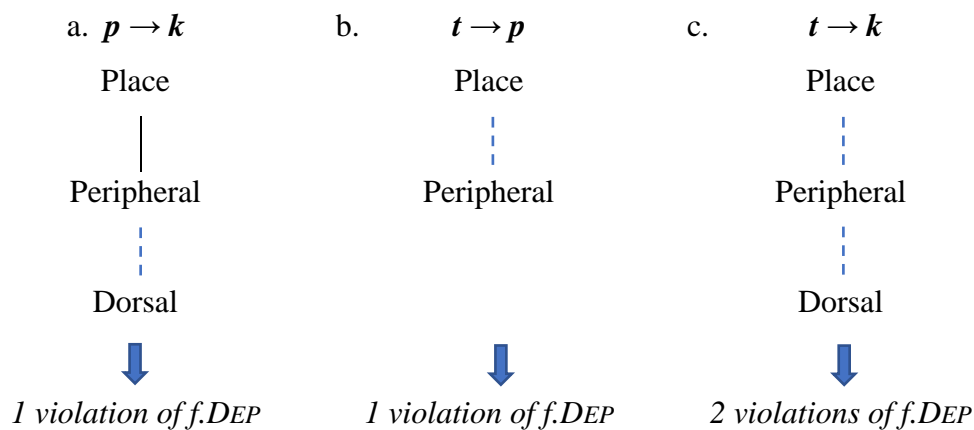 a. p → k b. t → p c. t → k
Place Place Place
Peripheral Peripheral Peripheral
Dorsal Dorsal
1 violation of f.DEP 1 violation of f.DEP 2 violations of f.DEP